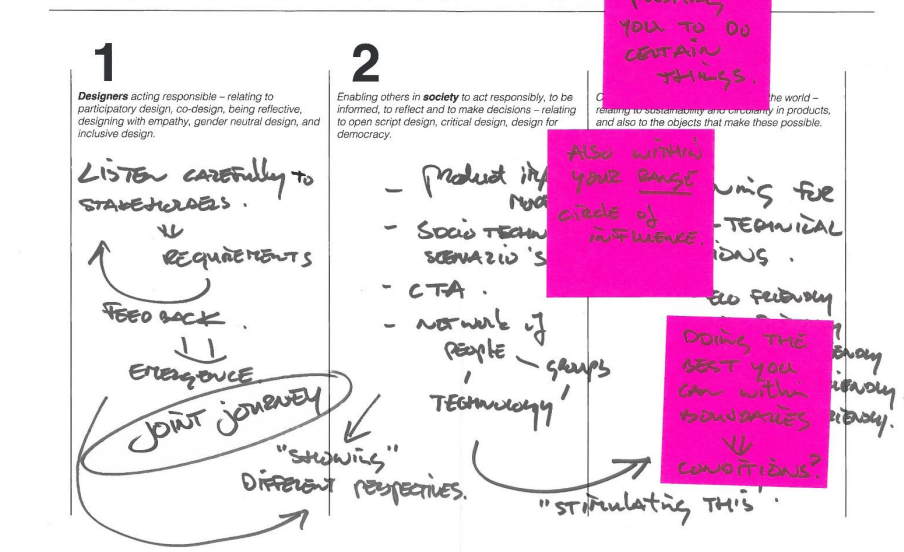 1
Designers acting responsible – relating to
participatory design, co-design, being reflective,
designing with empathy, gender neutral design, and
inclusive design.
LISTEN CAREFully TO
STAKEHOLDERS.
REQUIREMENTS
FEEDBACK.
EMERGENCE
JOINT JOURNEY
2
Enabling others in society to act responsibly, to be
informed, to reflect and to make decisions – relating
to open script design, critical design, design for
democracy.
- product
- SOCIO TECHN
SCENARIO'S
- CTA.
- NETWORK of
PEOPLE
GROUPS
TECHNOLOGY
"SHOWING"
DIFFERENT PERSPECTIVES.
YOU TO DO
CERTAIN
THINGS.
the world –
relating to sustainability and circularity in products,
and also to the objects that make these possible.
ALSO WITHIN
YOUR RANGE
CIRCLE of
INFLUENCE.
FOR
-TECHNICAL
IONS.
ECO FRIENDLY
ENDLY
IENDLY
RIENDLY.
DOING THE
BEST YOU
CAN within
BOUNDARIES
CONDITIONS?
"STIMULATING THIS".